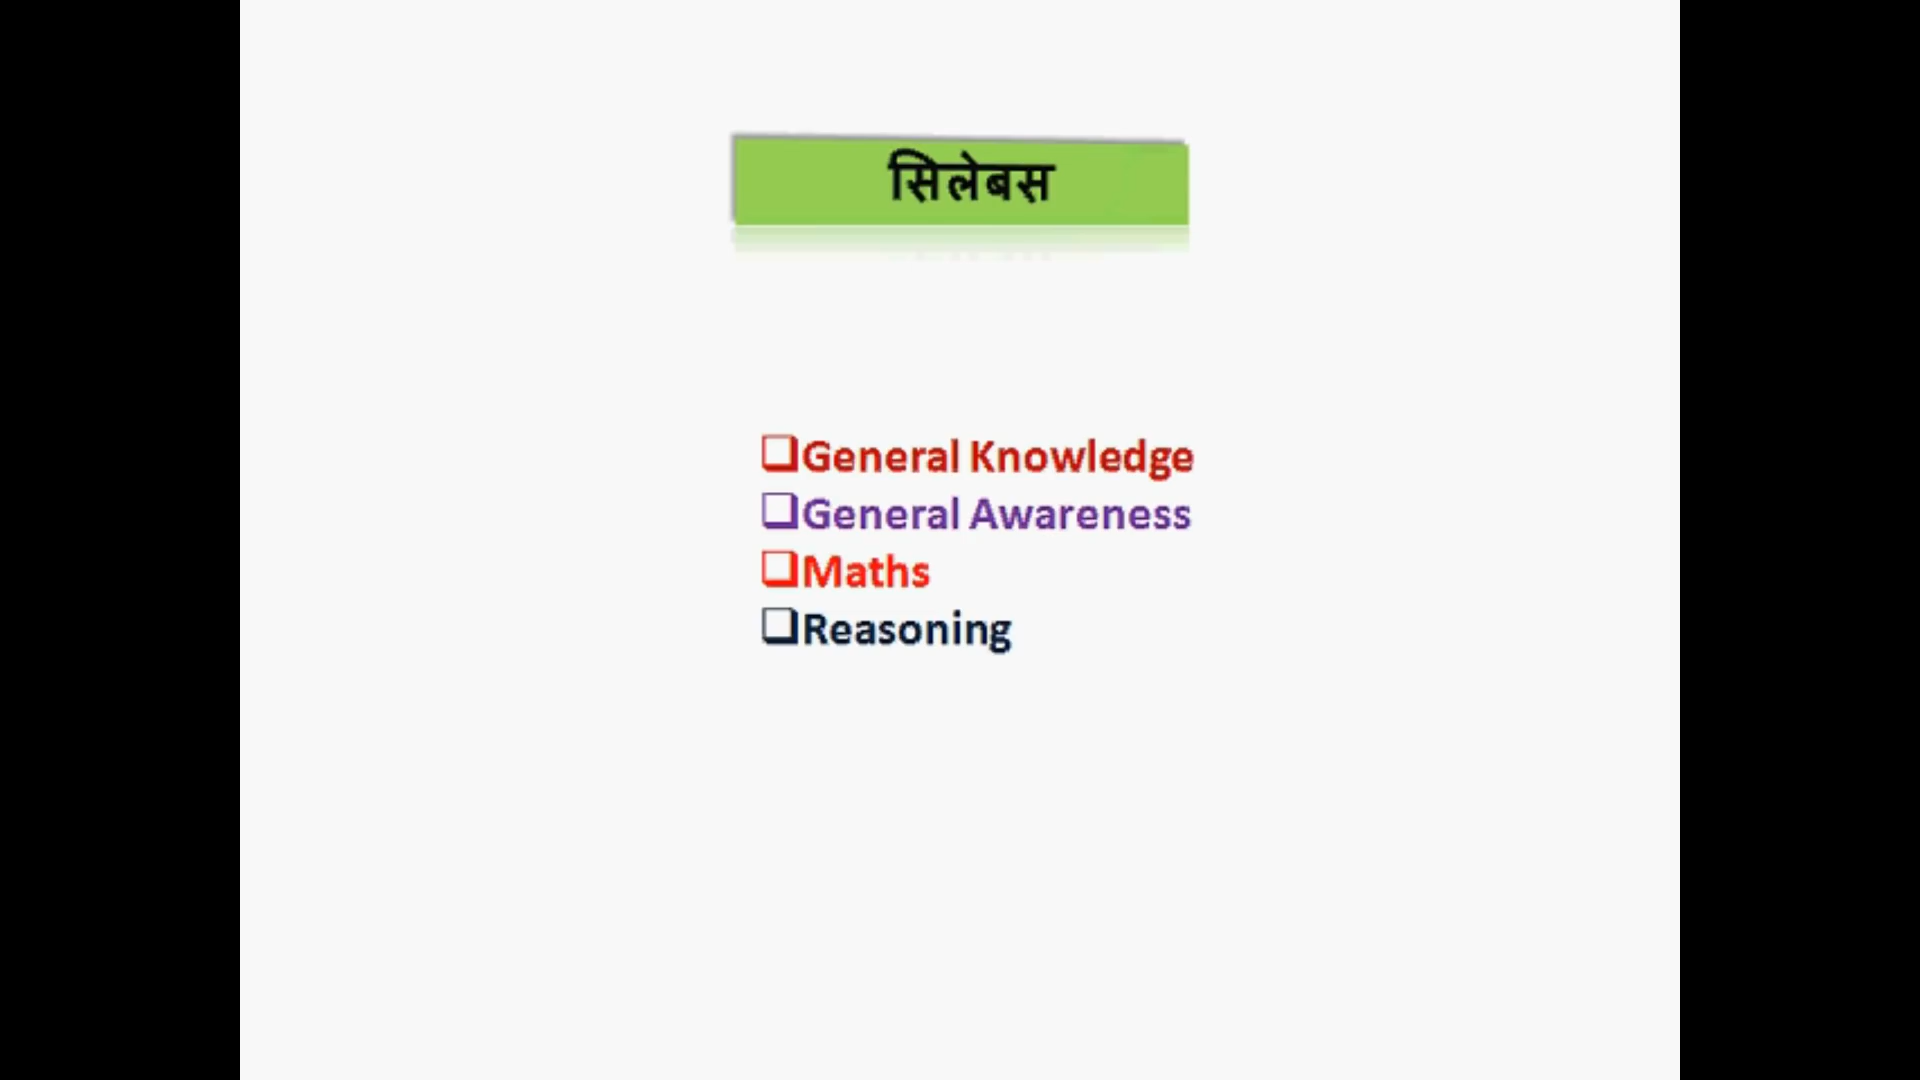 सिलेबस
❑General Knowledge
❑General Awareness
❑Maths
❑Reasoning